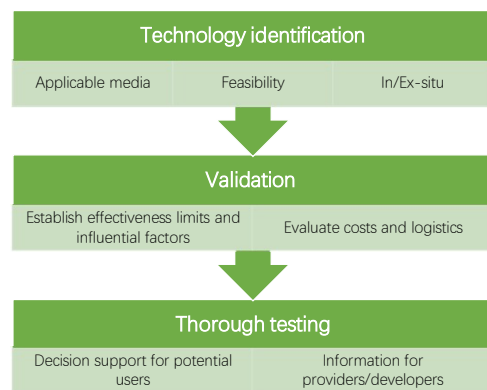 Technology identification
Applicable media
Feasibility
In/Ex-situ
Validation
Establish effectiveness limits and
influential factors
Evaluate costs and logistics
Thorough testing
Decision support for potential
users
Information for
providers/developers